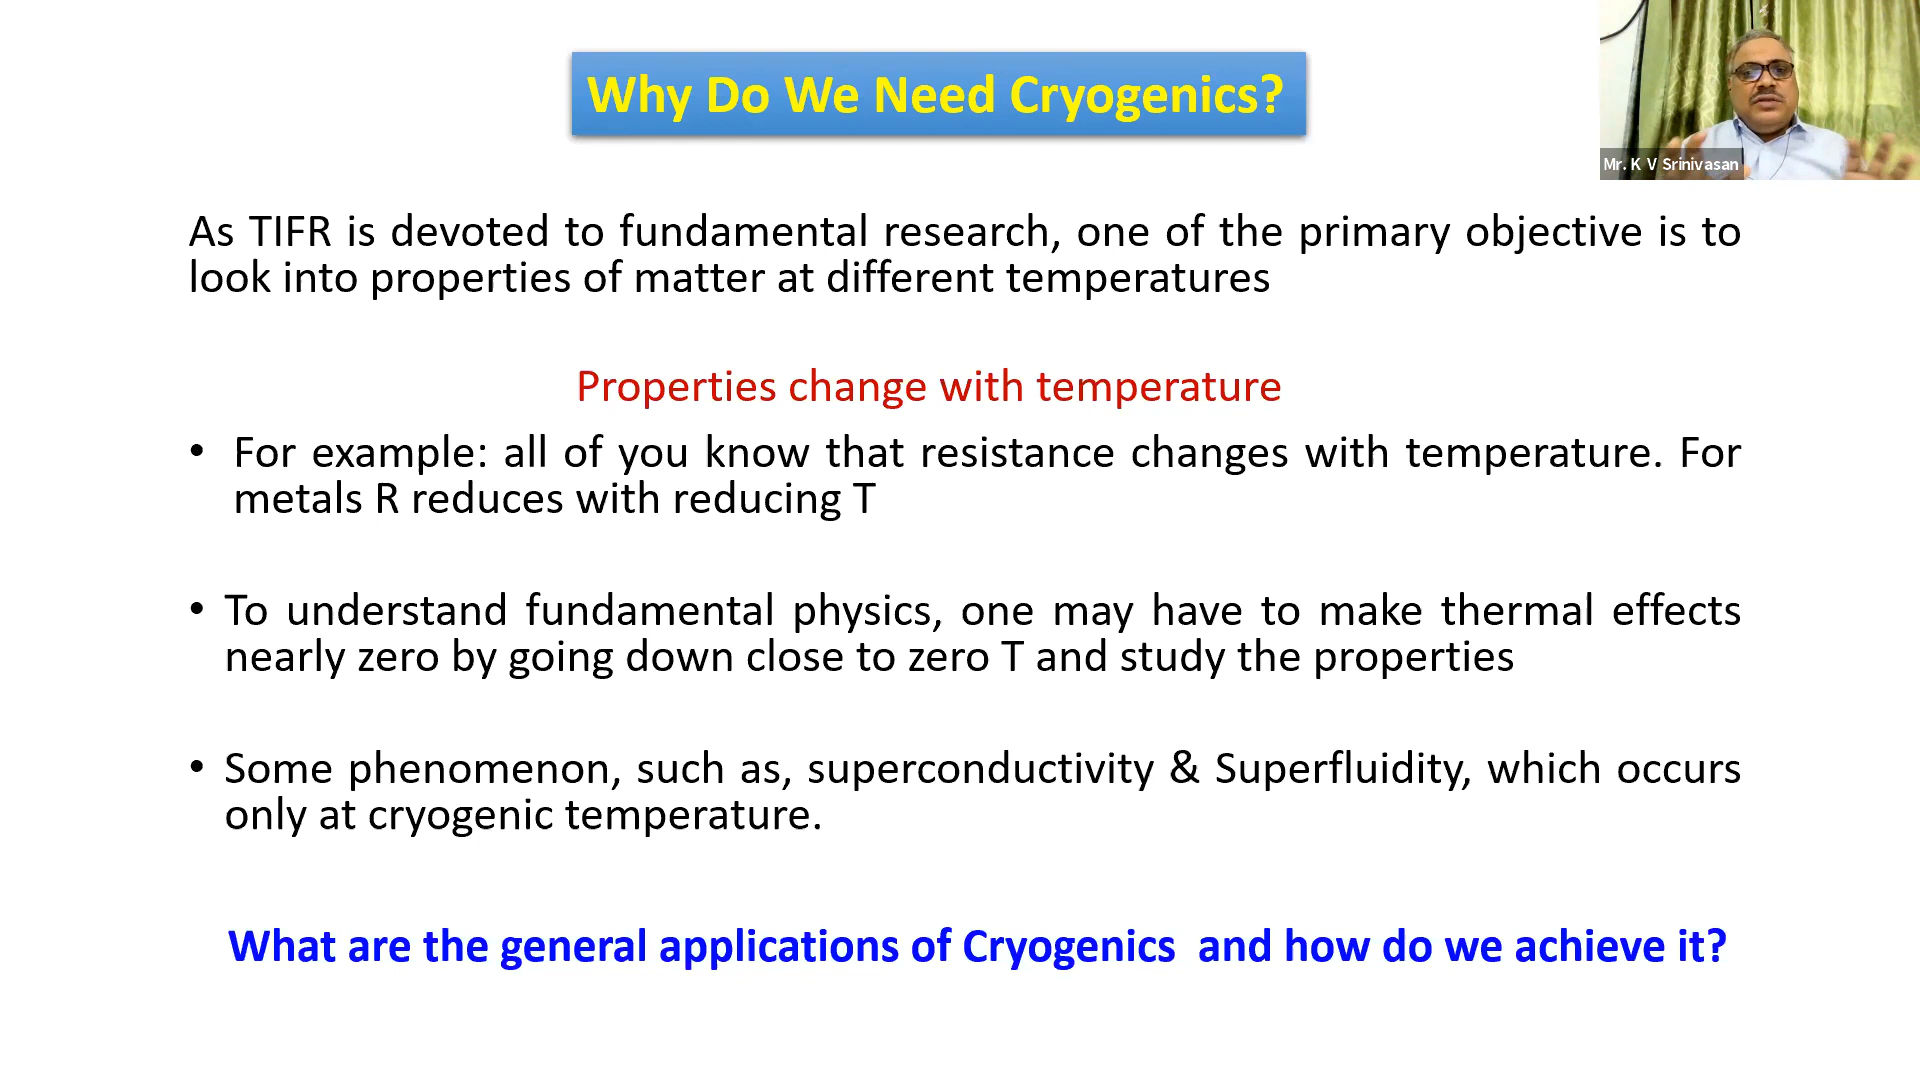 Why Do We Need Cryogenics?
Mr. K V Srinivasan
As TIFR is devoted to fundamental research, one of the primary objective is to
look into properties of matter at different temperatures
Properties change with temperature
• For example: all of you know that resistance changes with temperature. For
metals R reduces with reducing T
• To understand fundamental physics, one may have to make thermal effects
nearly zero by going down close to zero T and study the properties
• Some phenomenon, such as, superconductivity & Superfluidity, which occurs
only at cryogenic temperature.
What are the general applications of Cryogenics  and how do we achieve it?